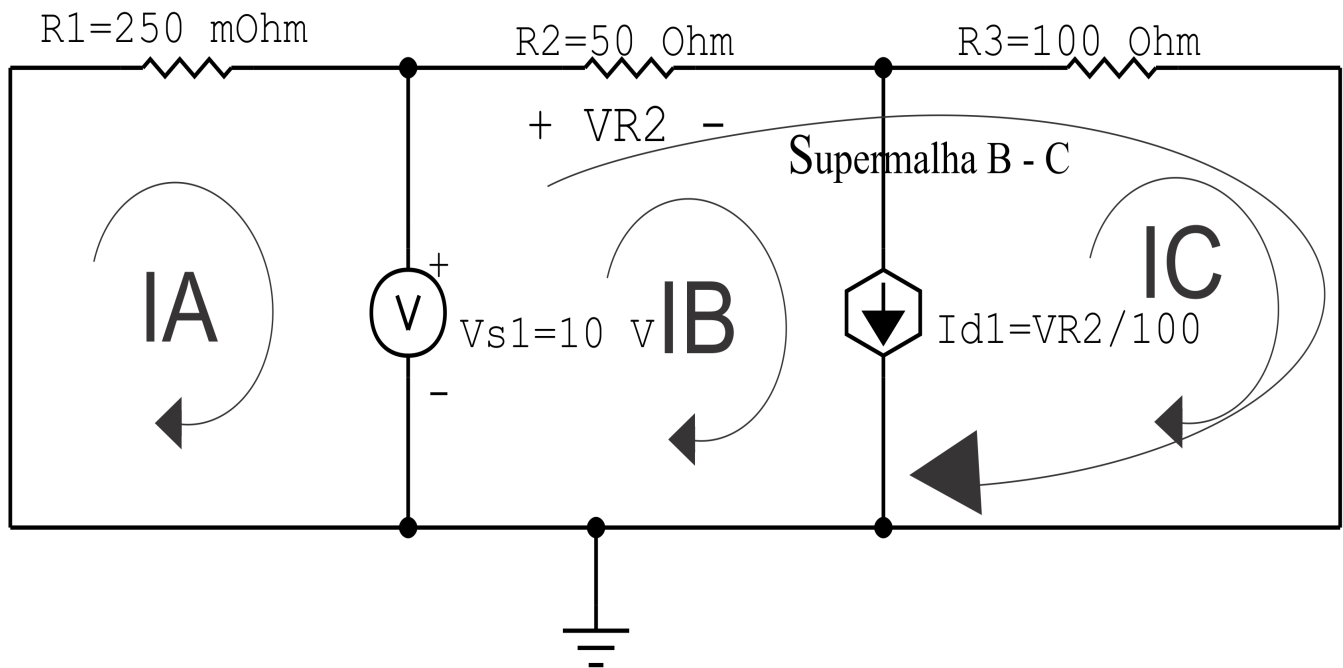 R1=250 mOhm
R2=50 Ohm
R3=100 Ohm
+ VR2 -
Supermalha B - C
IA
+
V
Vs1=10 V
-
IB
IC
Id1=VR2/100